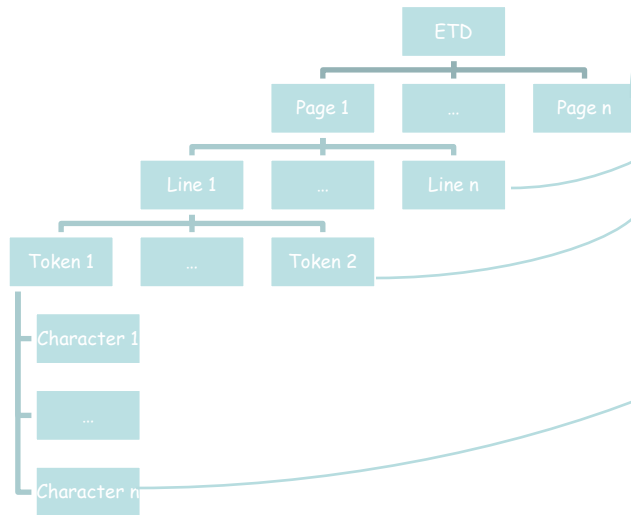 ETD
Page 1 ... Page n
Line 1 ... Line n
Token 1 ... Token 2
Character 1
...
Character n